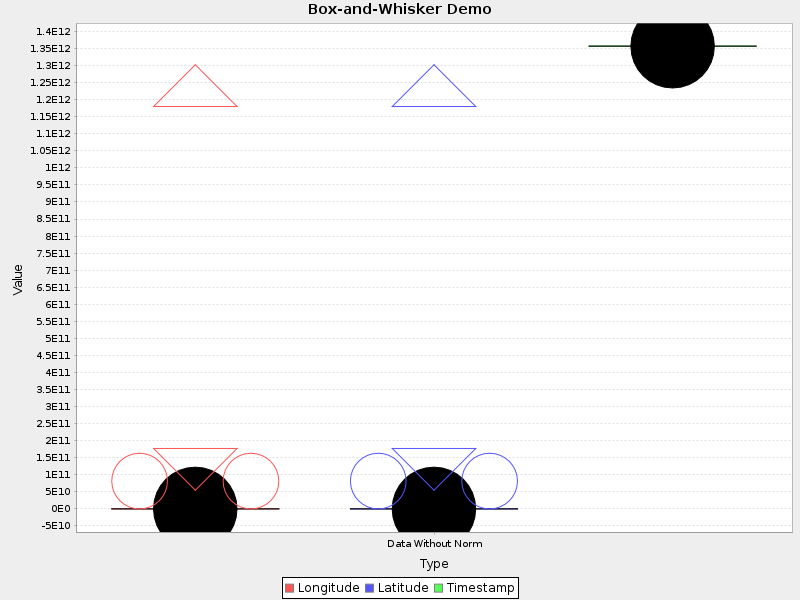 Box-and-Whisker Demo
1.4E12
1.35E12
1.3E12
1.25E12
1.2E12
1.15E12
1.1E12
1.05E12
1E12
9.5E11
9E11
8.5E11
8E11
7.5E11
7E11
6.5E11
6E11
5.5E11
5E11
4.5E11
4E11
3.5E11
3E11
2.5E11
2E11
1.5E11
1E11
5E10
0E0
-5E10
Value
Data Without Norm
Type
Longitude Latitude Timestamp